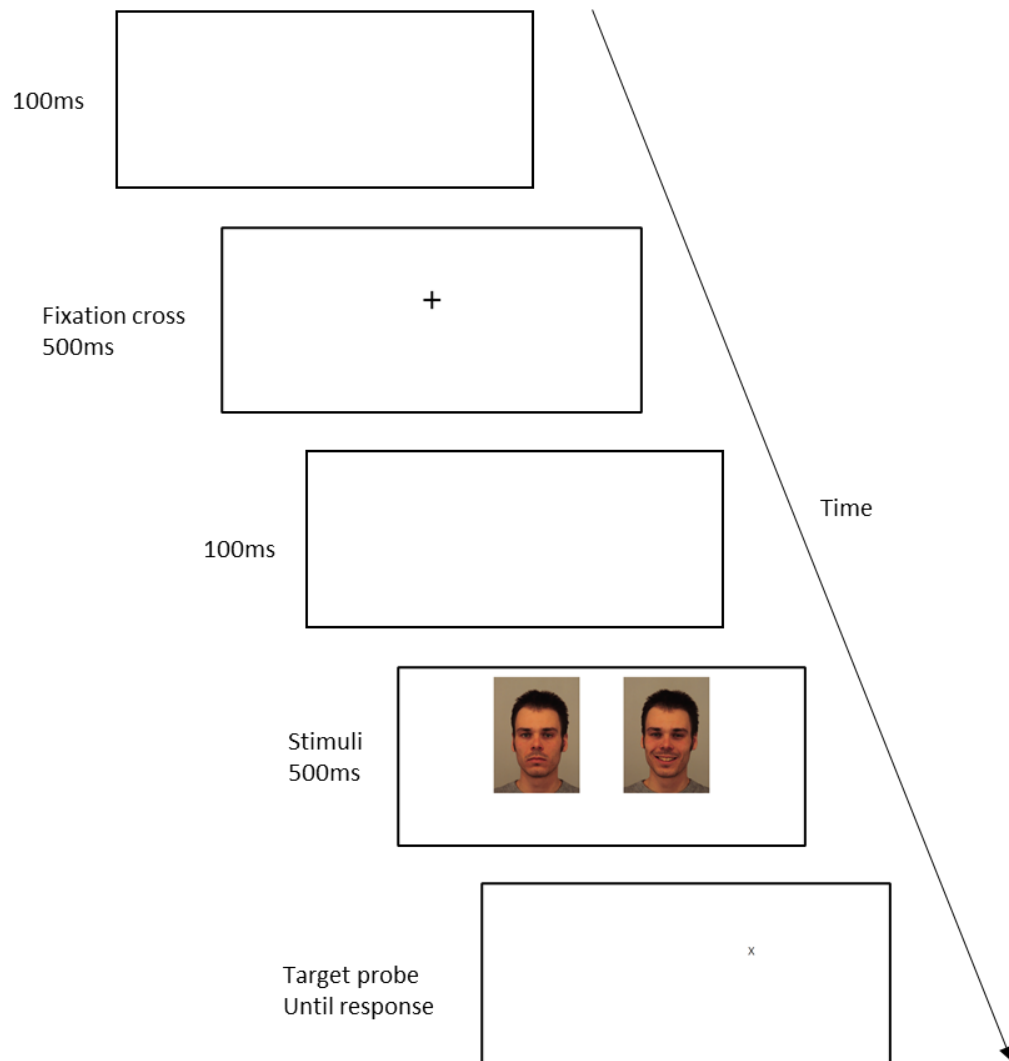 100ms
+
Fixation cross
500ms
Time
100ms
Stimuli
500ms
x
Target probe
Until response